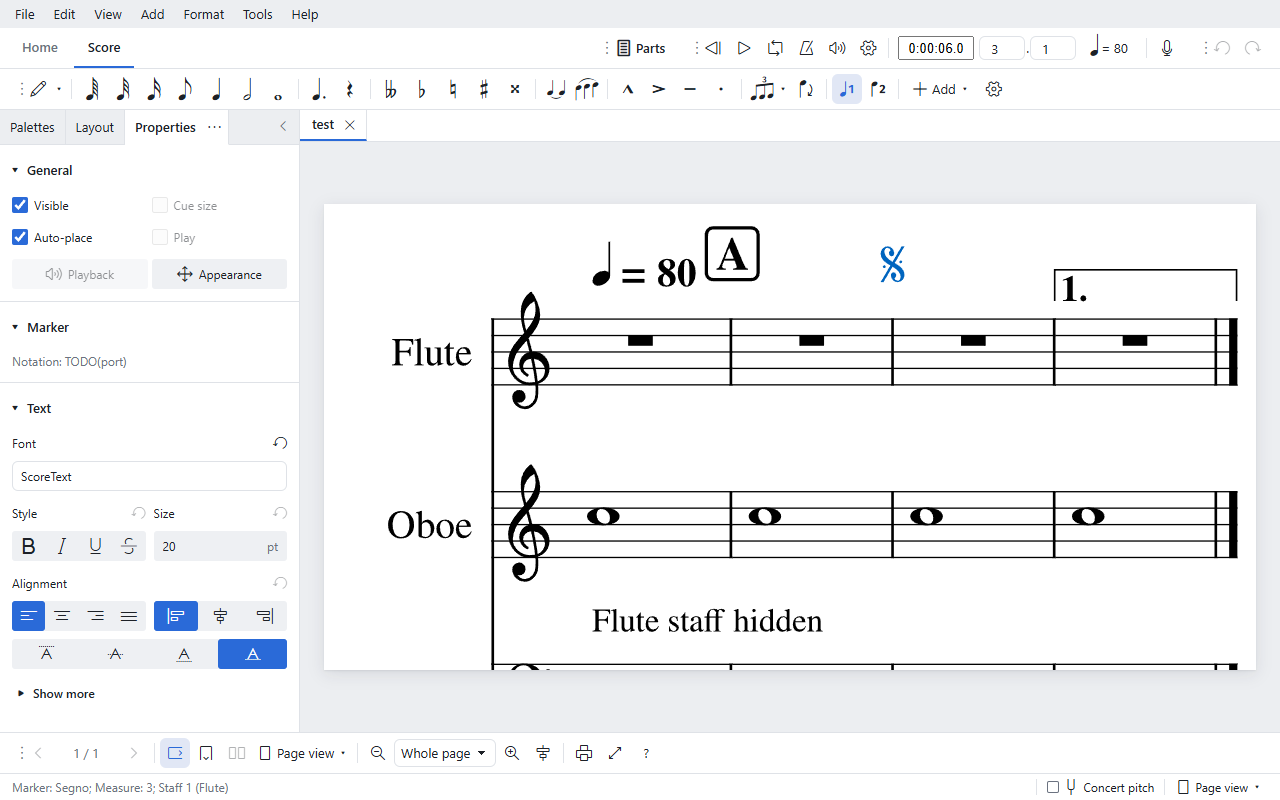 File Edit View Add Format Tools Help
Home Score Parts 0:00:06.0 3 . 1 = 80
3 1 2 Add
Palettes Layout Properties ··· test
General
Visible Cue size
Auto-place Play
Playback Appearance
Marker
Notation: TODO(port)
Text
Font
ScoreText
Style Size
B I U S 20 pt
Alignment
A A A A
Show more
= 80 A
1.
Flute
Oboe
Flute staff hidden
1 / 1 Page view Whole page ?
Marker: Segno; Measure: 3; Staff 1 (Flute) Concert pitch Page view